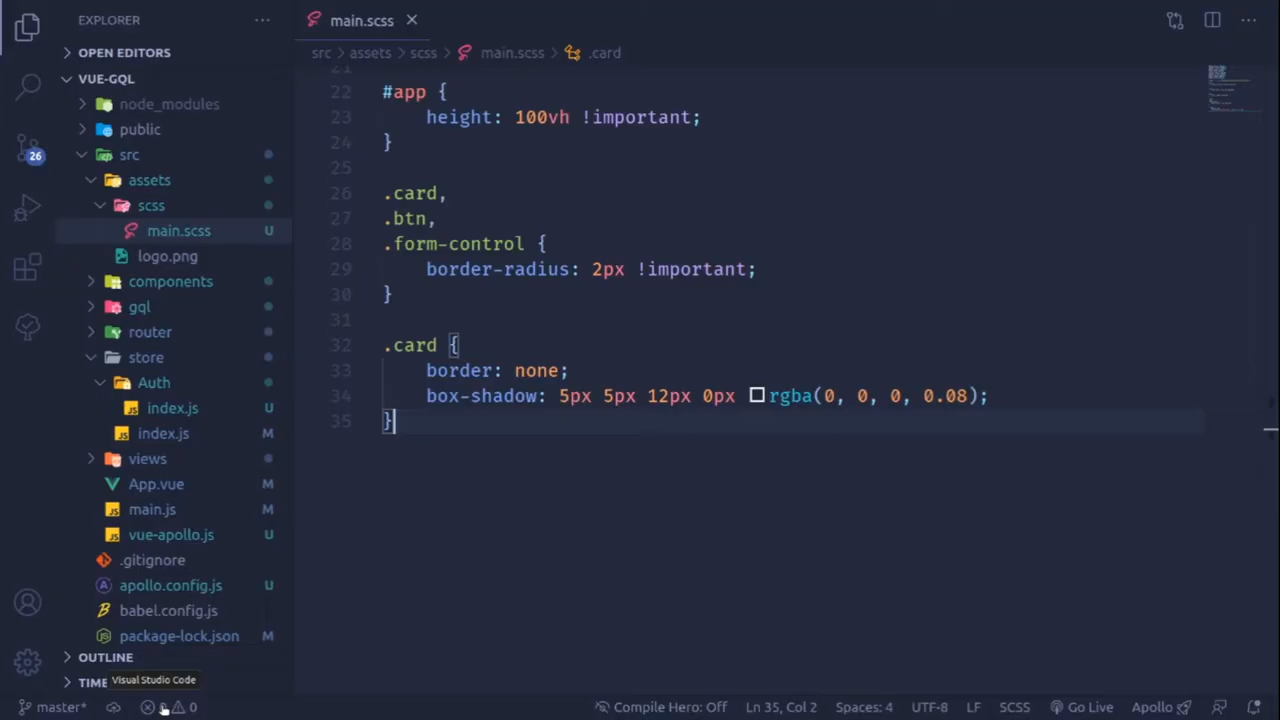 EXPLORER
OPEN EDITORS
VUE-GQL
node_modules
public
src
assets
scss
main.scss U
logo.png
components
gql
router
store
Auth
index.js U
index.js M
views
App.vue M
main.js M
vue-apollo.js U
.gitignore
apollo.config.js U
babel.config.js
package-lock.json M
OUTLINE
TIME
Visual Studio Code
26
main.scss
src > assets > scss > main.scss > .card
21
22 #app {
23 height: 100vh !important;
24 }
25
26 .card,
27 .btn,
28 .form-control {
29 border-radius: 2px !important;
30 }
31
32 .card {
33 border: none;
34 box-shadow: 5px 5px 12px 0px rgba(0, 0, 0, 0.08);
35 }
master* 0 Compile Hero: Off Ln 35, Col 2 Spaces: 4 UTF-8 LF SCSS Go Live Apollo